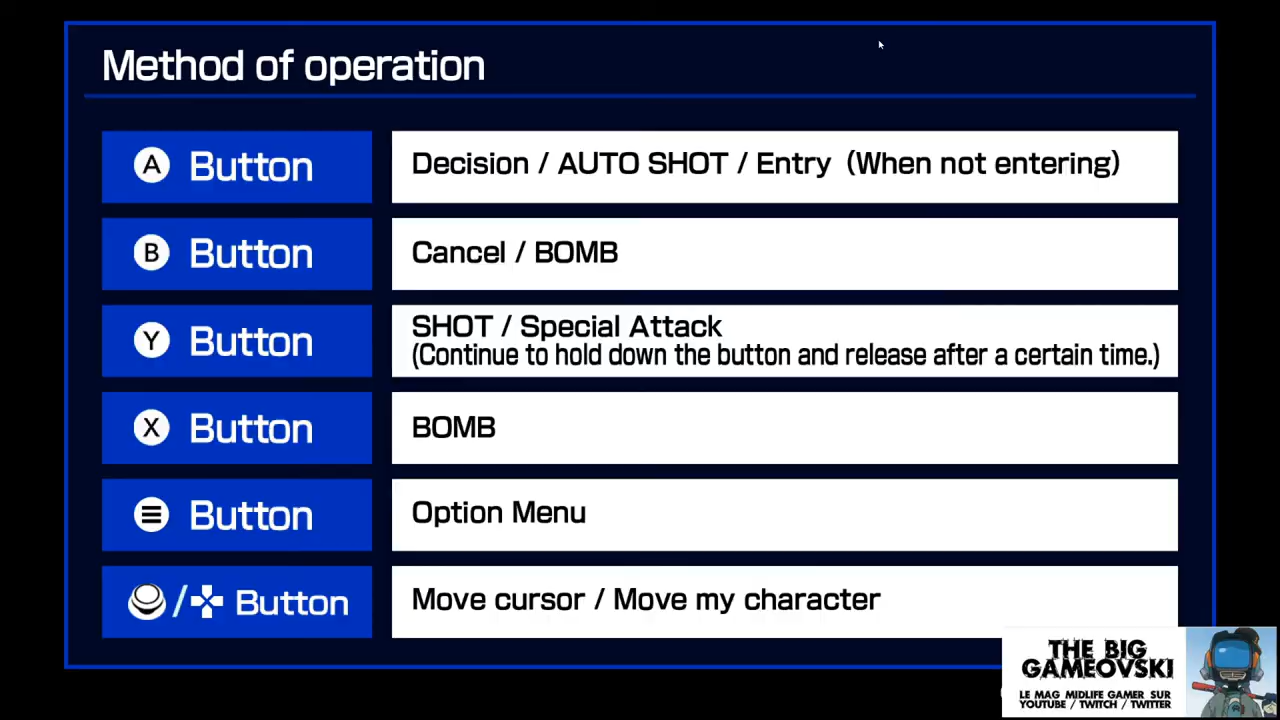 Method of operation
A Button
Decision / AUTO SHOT / Entry (When not entering)
B Button
Cancel / BOMB
Y Button
SHOT / Special Attack
(Continue to hold down the button and release after a certain time.)
X Button
BOMB
Button
Option Menu
/ Button
Move cursor / Move my character
THE BIG
GAMEOVSKI
LE MAG MIDLIFE GAMER SUR
YOUTUBE / TWITCH / TWITTER